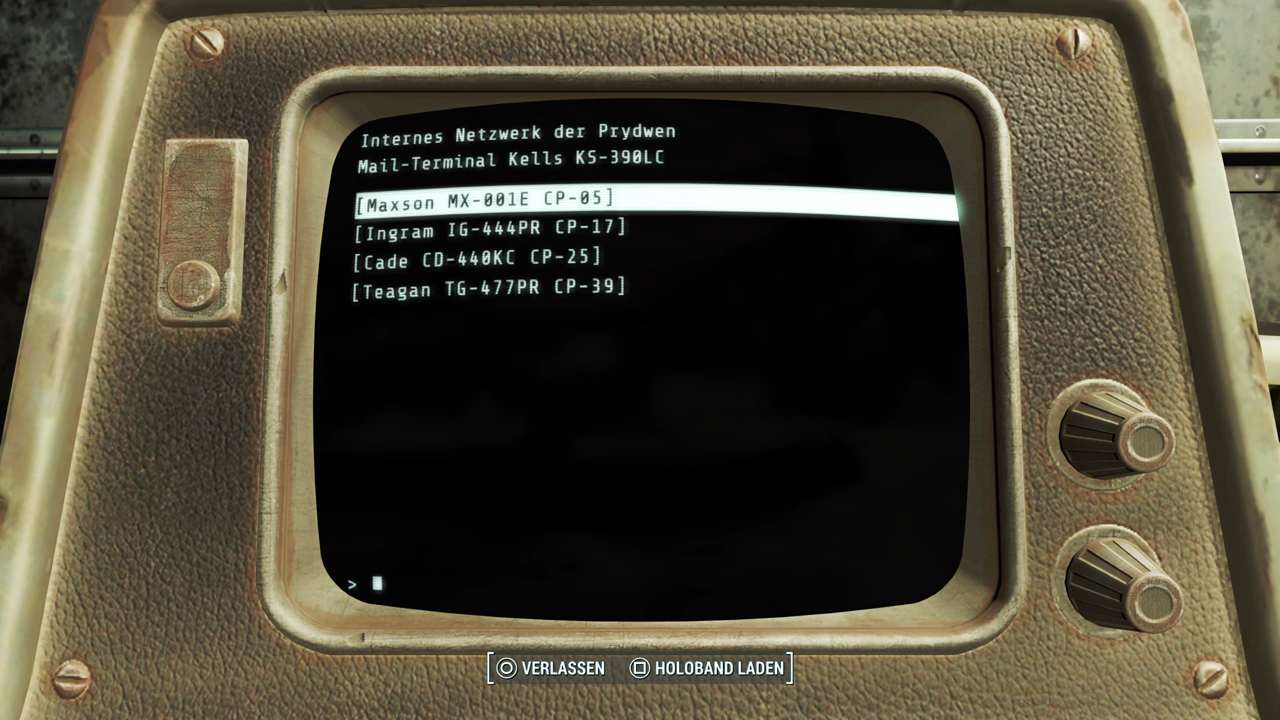 Internes Netzwerk der Prydwen
Mail-Terminal Kells KS-390LC
[Maxson MX-001E CP-05]
[Ingram IG-444PR CP-17]
[Cade CD-440KC CP-25]
[Teagan TG-477PR CP-39]
>
VERLASSEN HOLOBAND LADEN